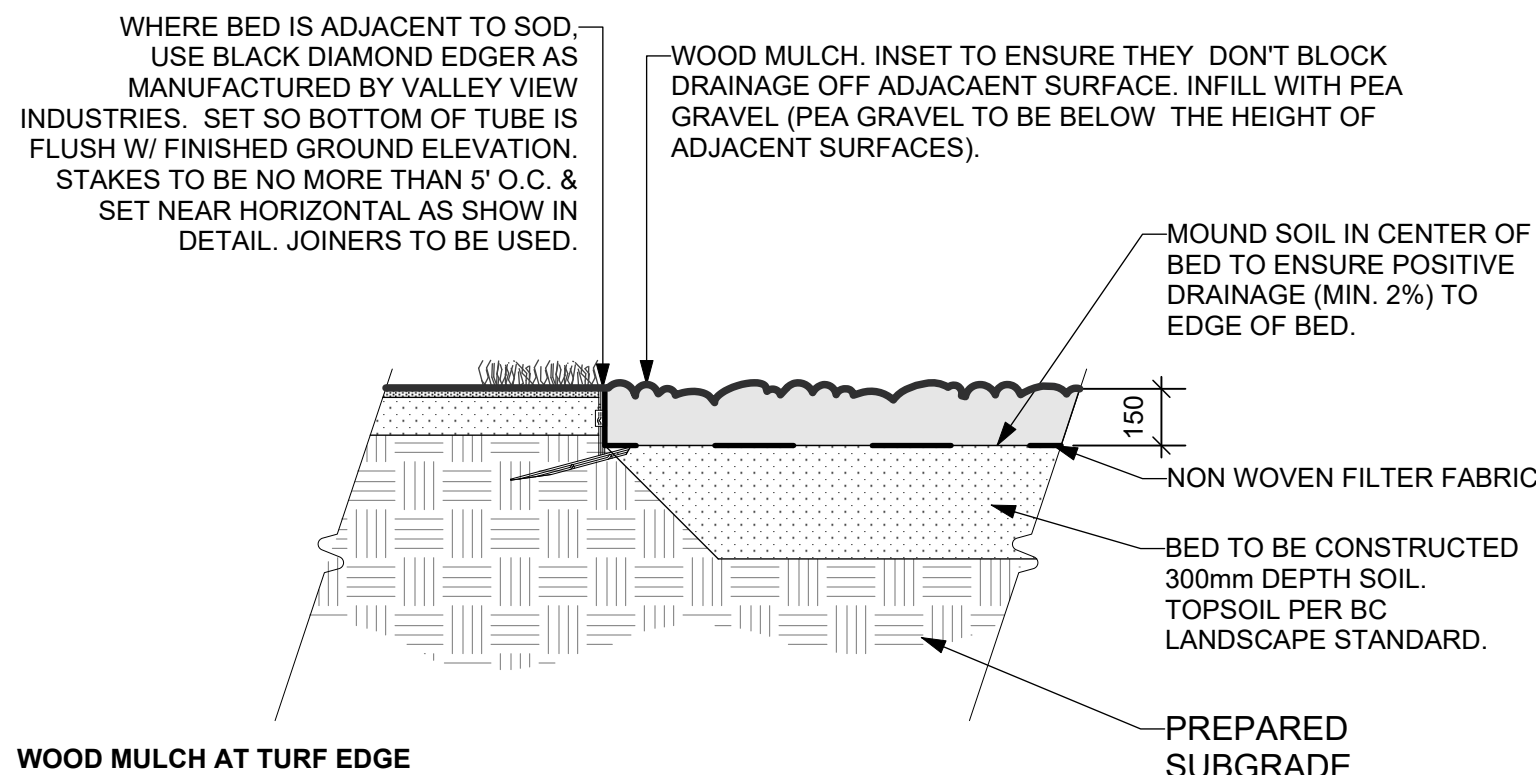 WHERE BED IS ADJACENT TO SOD,
USE BLACK DIAMOND EDGER AS
MANUFACTURED BY VALLEY VIEW
INDUSTRIES. SET SO BOTTOM OF TUBE IS
FLUSH W/ FINISHED GROUND ELEVATION.
STAKES TO BE NO MORE THAN 5' O.C. &
SET NEAR HORIZONTAL AS SHOW IN
DETAIL. JOINERS TO BE USED.
WOOD MULCH. INSET TO ENSURE THEY DON'T BLOCK
DRAINAGE OFF ADJACAENT SURFACE. INFILL WITH PEA
GRAVEL (PEA GRAVEL TO BE BELOW THE HEIGHT OF
ADJACENT SURFACES).
MOUND SOIL IN CENTER OF
BED TO ENSURE POSITIVE
DRAINAGE (MIN. 2%) TO
EDGE OF BED.
150
NON WOVEN FILTER FABRIC
BED TO BE CONSTRUCTED
300mm DEPTH SOIL.
TOPSOIL PER BC
LANDSCAPE STANDARD.
PREPARED
SUBGRADE
WOOD MULCH AT TURF EDGE